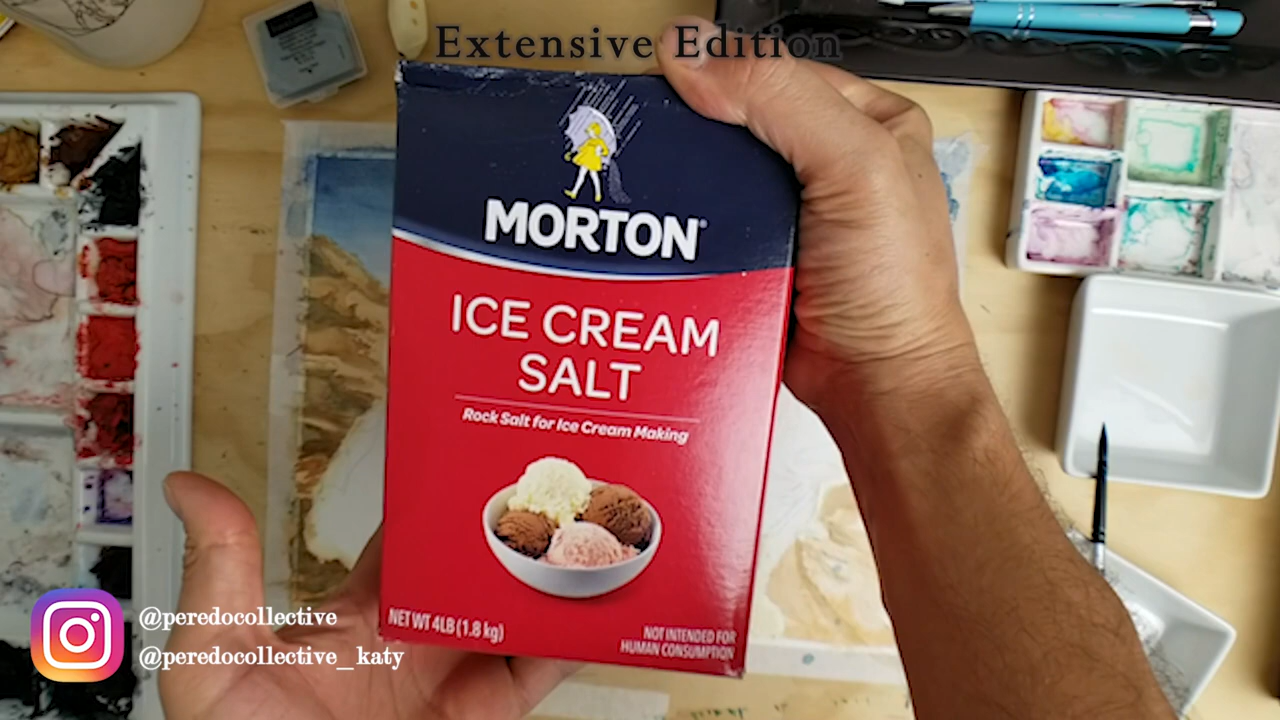 Extensive Edition
MORTON®
ICE CREAM
SALT
Rock Salt for Ice Cream Making
NET WT 4LB (1.8 kg)
NOT INTENDED FOR
HUMAN CONSUMPTION
@peredocollective
@peredocollective_katy